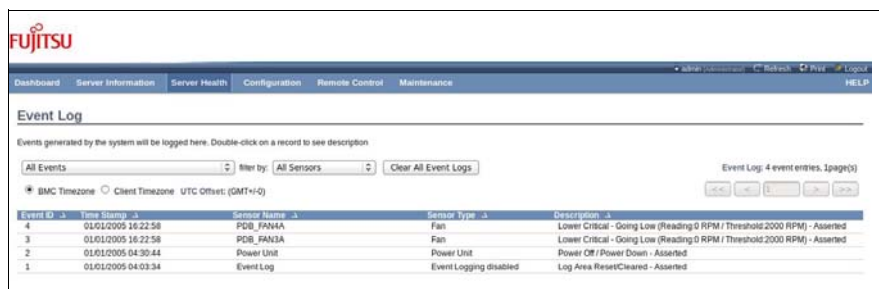 FUJITSU
admin (Administrator) Refresh Print Logout
Dashboard Server Information Server Health Configuration Remote Control Maintenance HELP
Event Log
Events generated by the system will be logged here. Double-click on a record to see description
All Events filter by: All Sensors Clear All Event Logs Event Log: 4 event entries, 1page(s)
BMC Timezone Client Timezone UTC Offset: (GMT+/-0) << < 1 > >>
Event ID Time Stamp Sensor Name Sensor Type Description
4 01/01/2005 16:22:58 PDB_FAN4A Fan Lower Critical - Going Low (Reading:0 RPM / Threshold:2000 RPM) - Asserted
3 01/01/2005 16:22:58 PDB_FAN3A Fan Lower Critical - Going Low (Reading:0 RPM / Threshold:2000 RPM) - Asserted
2 01/01/2005 04:30:44 Power Unit Power Unit Power Off / Power Down - Asserted
1 01/01/2005 04:03:34 Event Log Event Logging disabled Log Area Reset/Cleared - Asserted